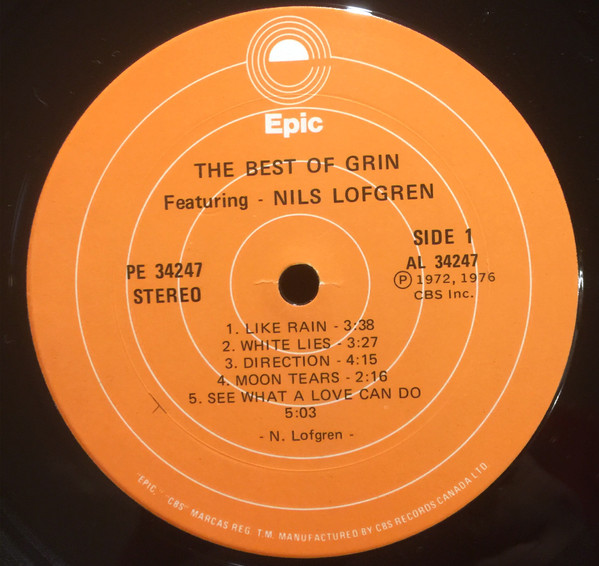 Epic
THE BEST OF GRIN
Featuring - NILS LOFGREN
SIDE 1
PE 34247
STEREO
AL 34247
Ⓟ 1972, 1976
CBS Inc.
1. LIKE RAIN - 3:38
2. WHITE LIES - 3:27
3. DIRECTION - 4:15
4. MOON TEARS - 2:16
5. SEE WHAT A LOVE CAN DO
5:03
- N. Lofgren -
"EPIC," "CBS" MARCAS REG. T.M. MANUFACTURED BY CBS RECORDS CANADA LTD.